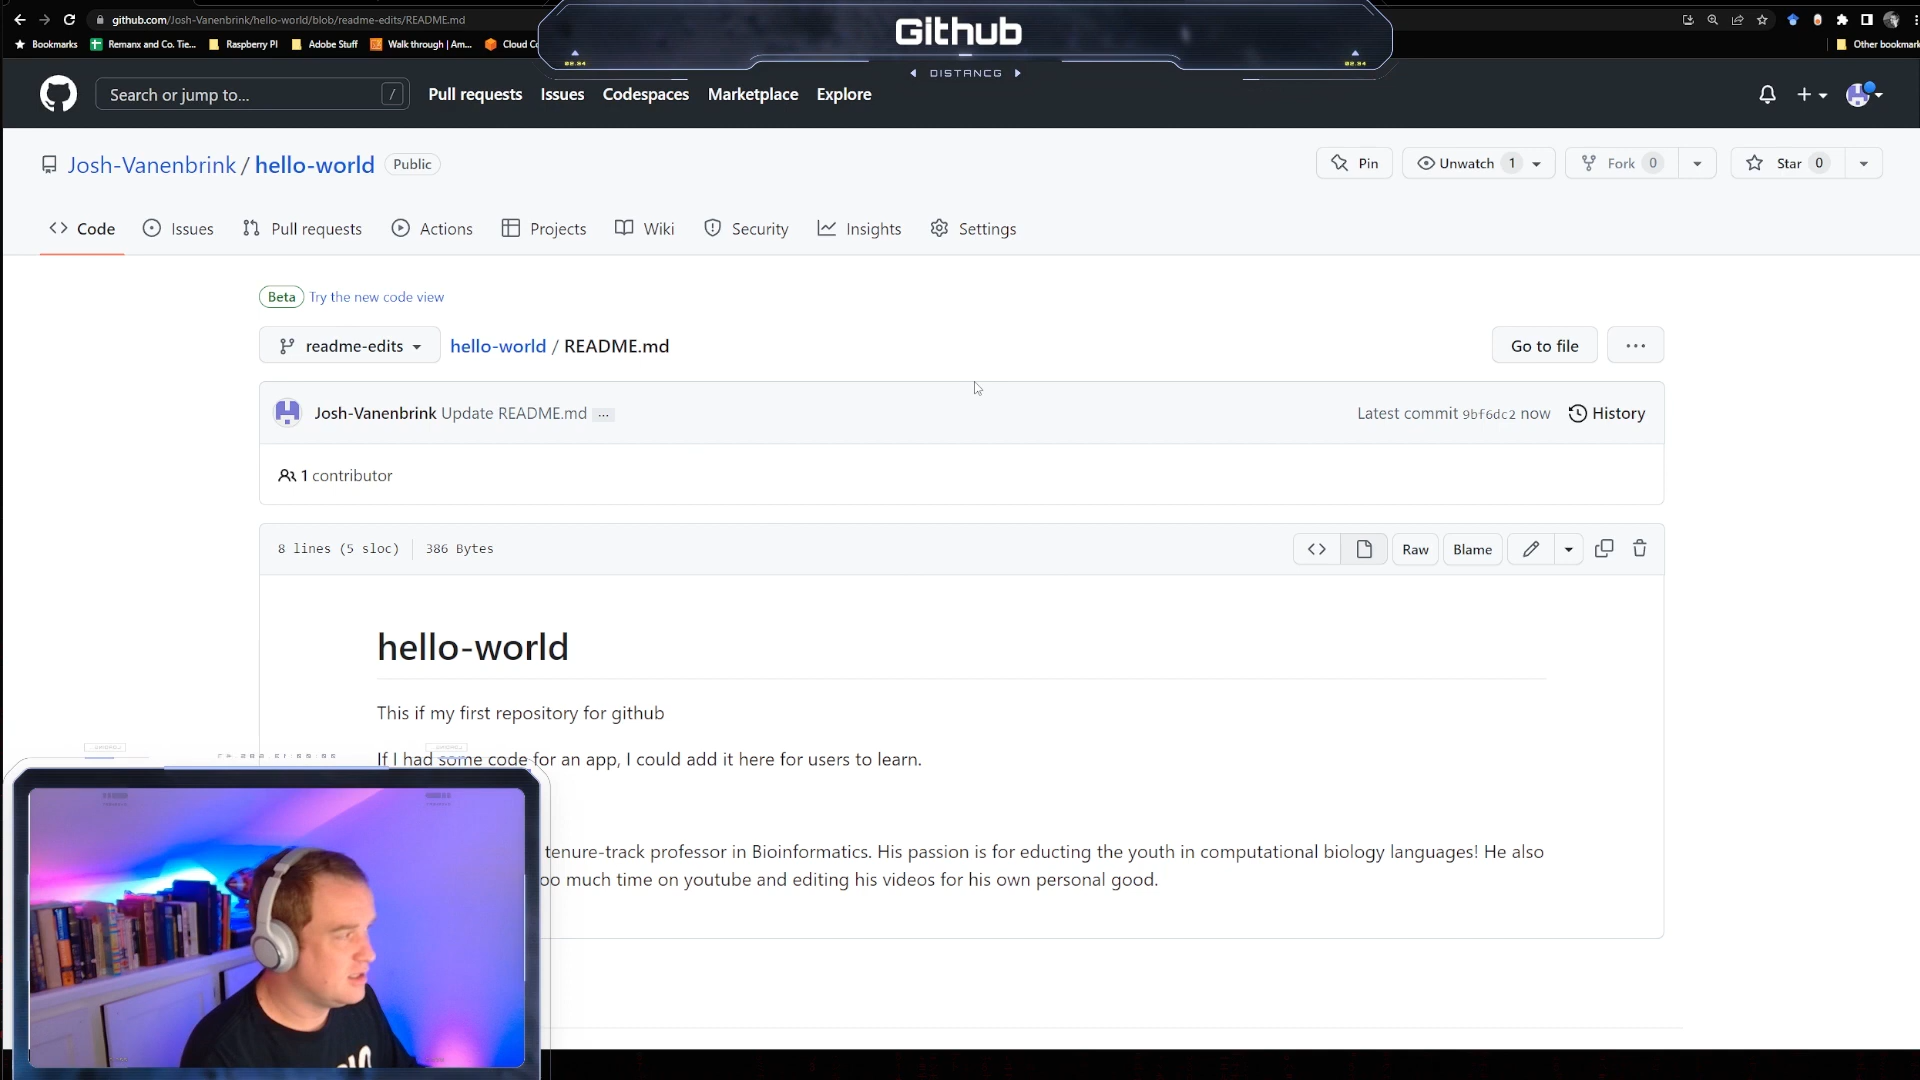 github.com/Josh-Vanenbrink/hello-world/blob/readme-edits/README.md
Github
Bookmarks Remanx and Co. Tie... Raspberry PI Adobe Stuff Walk through | Am... Cloud Co Other bookmark
DISTANCG
Search or jump to... / Pull requests Issues Codespaces Marketplace Explore
Josh-Vanenbrink / hello-world Public Pin Unwatch 1 Fork 0 Star 0
Code Issues Pull requests Actions Projects Wiki Security Insights Settings
Beta Try the new code view
readme-edits hello-world / README.md Go to file ...
Josh-Vanenbrink Update README.md ... Latest commit 9bf6dc2 now History
1 contributor
8 lines (5 sloc) 386 Bytes <> Raw Blame
hello-world
This if my first repository for github
If I had some code for an app, I could add it here for users to learn.
tenure-track professor in Bioinformatics. His passion is for educting the youth in computational biology languages! He also
oo much time on youtube and editing his videos for his own personal good.